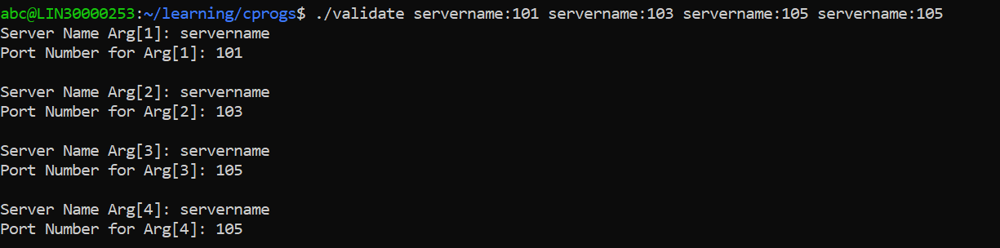 abc@LIN30000253:~/learning/cprogs$ ./validate servername:101 servername:103 servername:105 servername:105
Server Name Arg[1]: servername
Port Number for Arg[1]: 101
Server Name Arg[2]: servername
Port Number for Arg[2]: 103
Server Name Arg[3]: servername
Port Number for Arg[3]: 105
Server Name Arg[4]: servername
Port Number for Arg[4]: 105